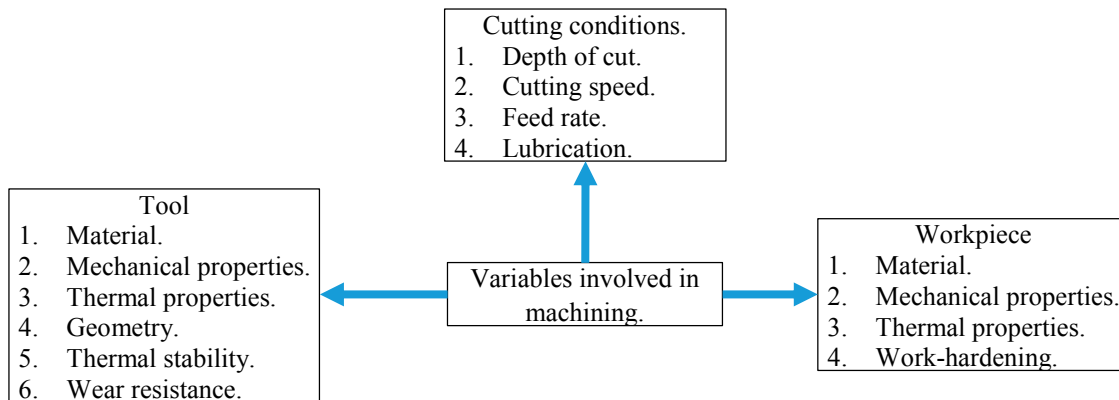 Cutting conditions.
1. Depth of cut.
2. Cutting speed.
3. Feed rate.
4. Lubrication.
Tool
1. Material.
2. Mechanical properties.
3. Thermal properties.
4. Geometry.
5. Thermal stability.
6. Wear resistance.
Variables involved in
machining.
Workpiece
1. Material.
2. Mechanical properties.
3. Thermal properties.
4. Work-hardening.